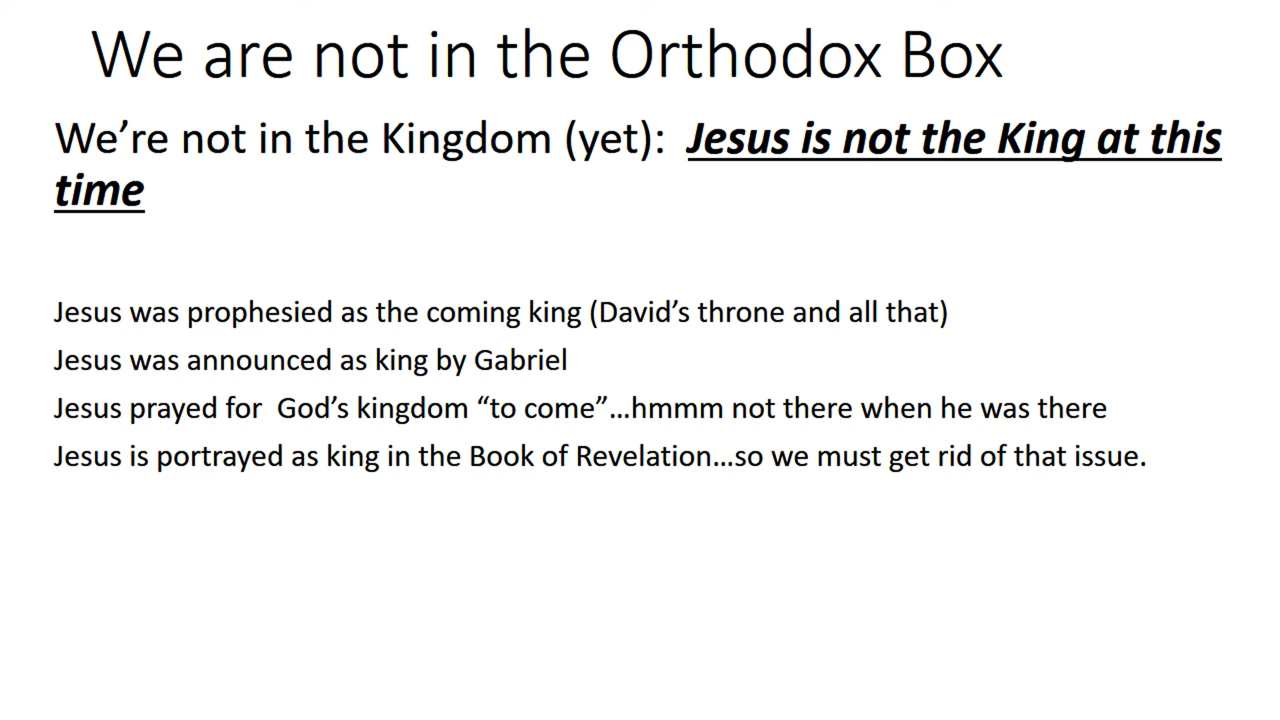 We are not in the Orthodox Box
We’re not in the Kingdom (yet):  Jesus is not the King at this
time
Jesus was prophesied as the coming king (David’s throne and all that)
Jesus was announced as king by Gabriel
Jesus prayed for  God’s kingdom “to come”…hmmm not there when he was there
Jesus is portrayed as king in the Book of Revelation…so we must get rid of that issue.